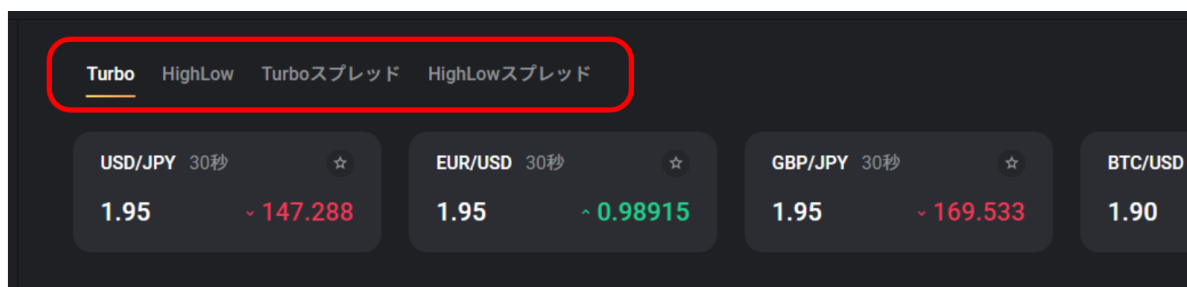 Turbo HighLow Turboスプレッド HighLowスプレッド
USD/JPY 30秒 EUR/USD 30秒 GBP/JPY 30秒 BTC/USD
1.95 147.288 1.95 0.98915 1.95 169.533 1.90